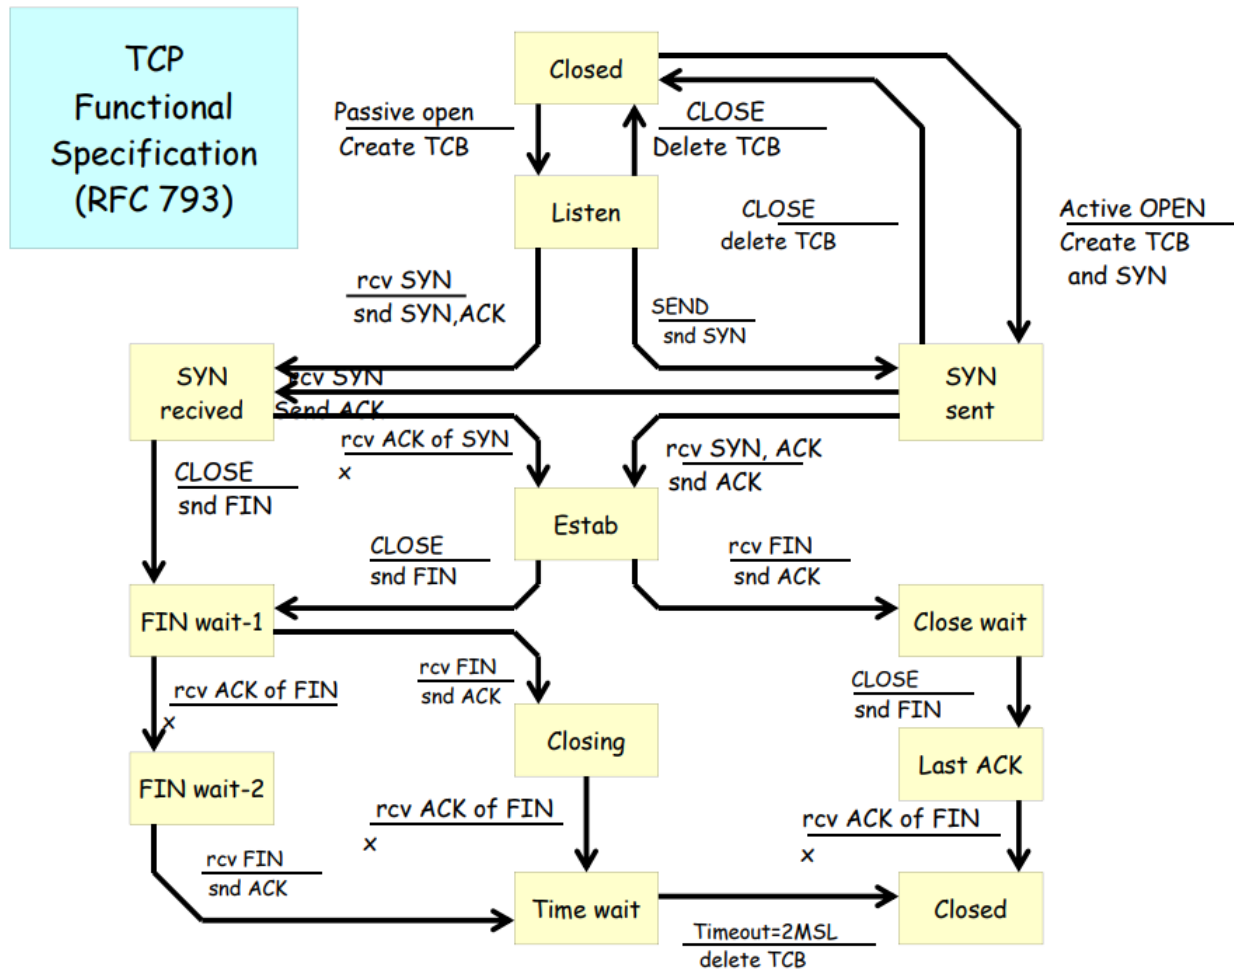 TCP
Functional
Specification
(RFC 793)
Closed
Passive open
Create TCB
CLOSE
Delete TCB
Listen
CLOSE
delete TCB
Active OPEN
Create TCB
and SYN
rcv SYN
snd SYN,ACK
SEND
snd SYN
SYN
recived
rcv SYN
Send ACK
SYN
sent
rcv ACK of SYN
x
rcv SYN, ACK
snd ACK
CLOSE
snd FIN
Estab
CLOSE
snd FIN
rcv FIN
snd ACK
FIN wait-1
Close wait
rcv ACK of FIN
x
rcv FIN
snd ACK
CLOSE
snd FIN
Closing
Last ACK
FIN wait-2
rcv ACK of FIN
x
rcv ACK of FIN
x
rcv FIN
snd ACK
Time wait
Closed
Timeout=2MSL
delete TCB